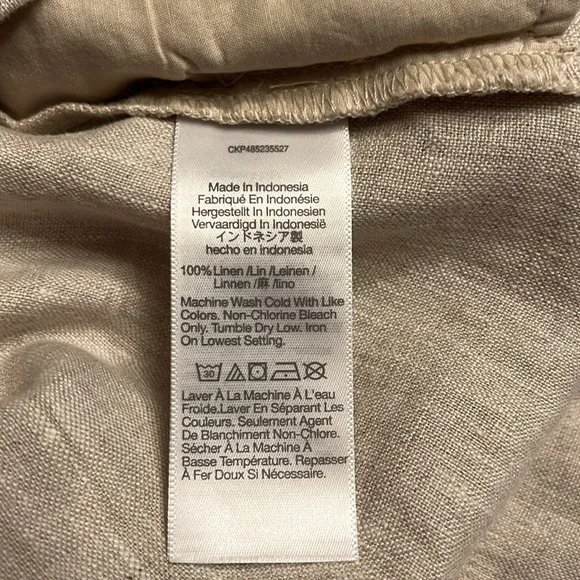 CKP485235527
Made In Indonesia
Fabriqué En Indonésie
Hergestellt In Indonesien
Vervaardigd In Indonesië
インドネシア製
hecho en indonesia
100% Linen /Lin /Leinen /
Linnen /麻 /lino
Machine Wash Cold With Like
Colors. Non-Chlorine Bleach
Only. Tumble Dry Low. Iron
On Lowest Setting.
30
Laver À La Machine À L'eau
Froide.Laver En Séparant Les
Couleurs. Seulement Agent
De Blanchiment Non-Chlore.
Sécher À La Machine À
Basse Température. Repasser
À Fer Doux Si Nécessaire.